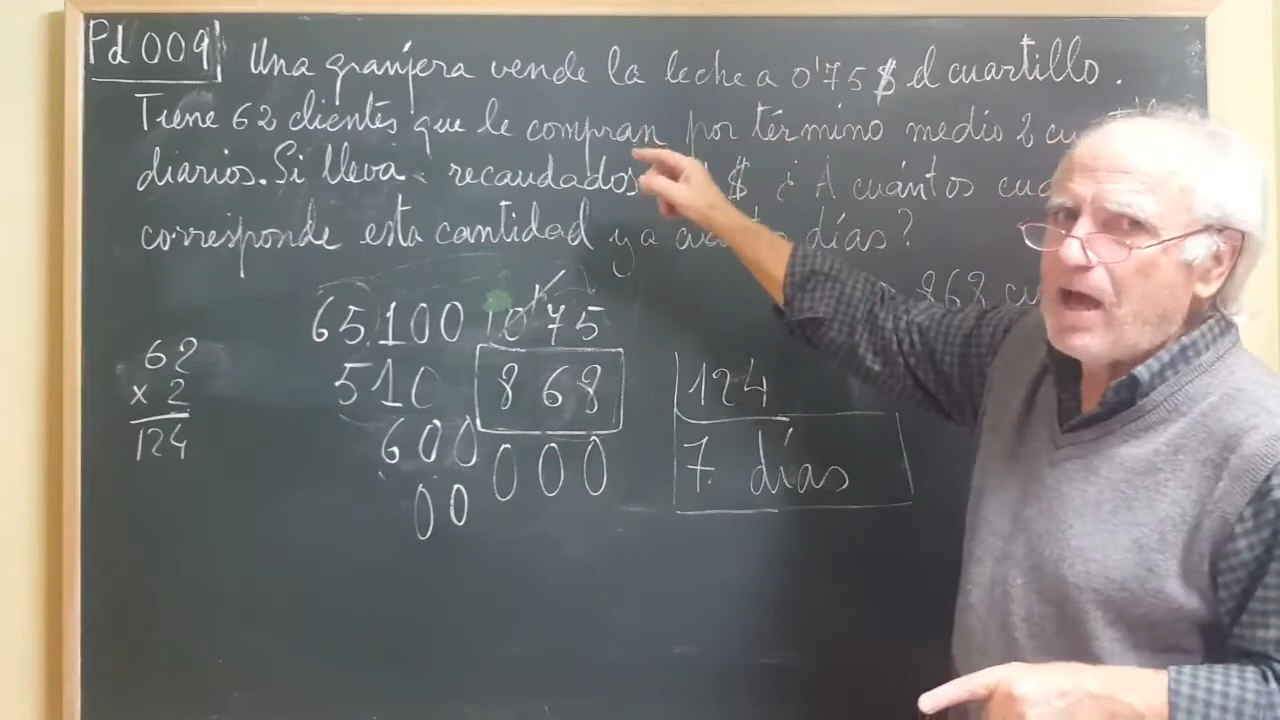 Pd 009 Una granjera vende la leche a 0'75 $ el cuartillo.
Tiene 62 clientes que le compran por término medio 2
diarios. Si lleva recaudados $ ¿A cuántos
corresponde esta cantidad y a días?
868
65100 0'75
62
x 2
124
510 868 124
600 000 7 días
00